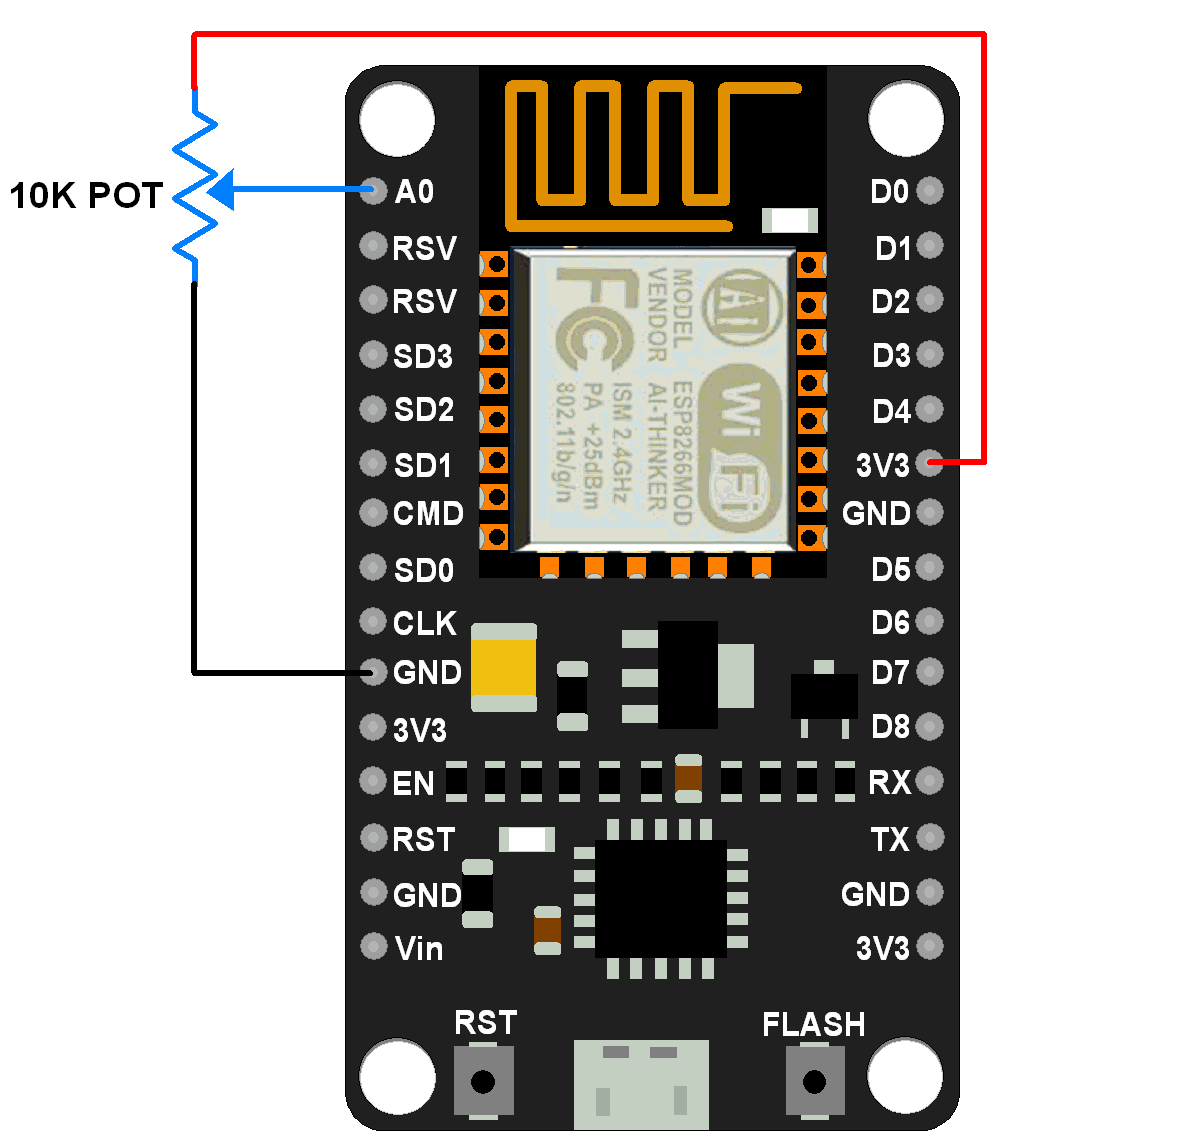 10K POT
A0
RSV
RSV
SD3
SD2
SD1
CMD
SD0
CLK
GND
3V3
EN
RST
GND
Vin
D0
D1
D2
D3
D4
3V3
GND
D5
D6
D7
D8
RX
TX
GND
3V3
AI
MODEL ESP8266MOD
VENDOR AI-THINKER
Wi Fi
FC
ISM 2.4GHz
PA +25dBm
802.11b/g/n
RST
FLASH